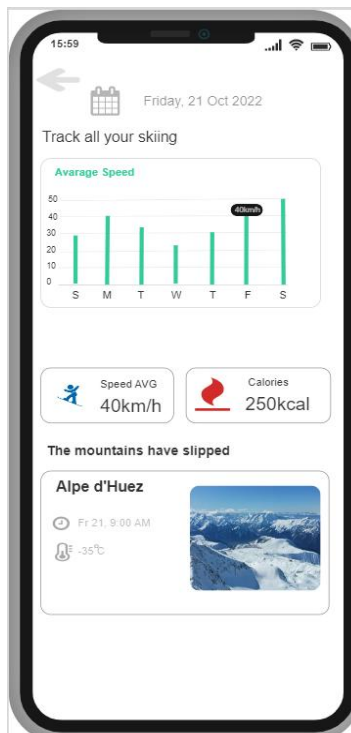 15:59
Friday, 21 Oct 2022
Track all your skiing
Avarage Speed
50
40
30
20
10
0
40km/h
S M T W T F S
Speed AVG
40km/h
Calories
250kcal
The mountains have slipped
Alpe d'Huez
Fr 21, 9:00 AM
-35°C